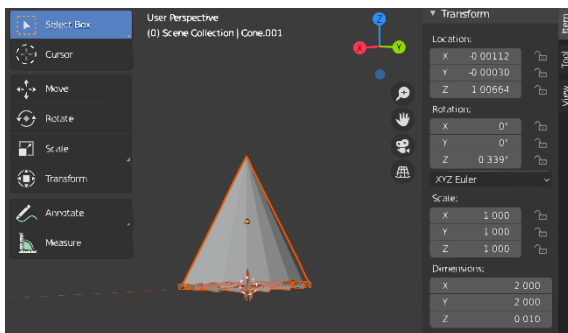 Select Box
Cursor
Move
Rotate
Scale
Transform
Annotate
Measure
User Perspective
(0) Scene Collection | Cone.001
Z
X
Y
Transform
Location:
X -0.00112
Y -0.00030
Z 1.00664
Rotation:
X 0°
Y 0°
Z 0.339°
XYZ Euler
Scale:
X 1.000
Y 1.000
Z 1.000
Dimensions:
X 2.000
Y 2.000
Z 0.010
Item
Tool
View